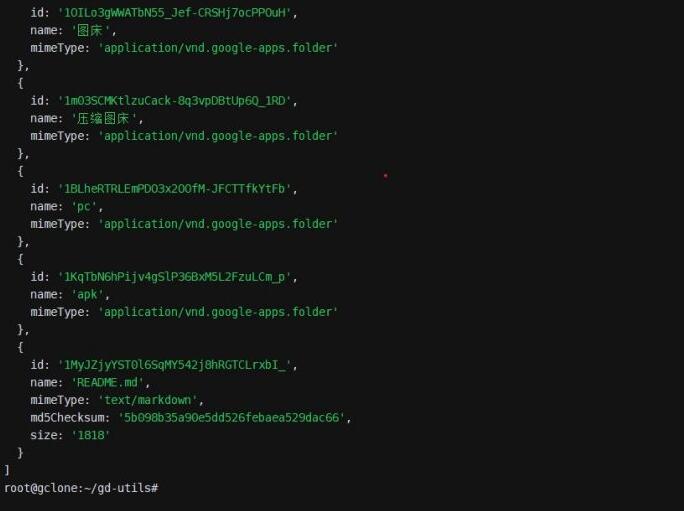 id: '1OILo3gWWATbN55_Jef-CRSHj7ocPPOuH',
name: '图床',
mimeType: 'application/vnd.google-apps.folder'
},
{
id: '1m03SCMKtlzuCack-8q3vpDBtUp6Q_1RD',
name: '压缩图床',
mimeType: 'application/vnd.google-apps.folder'
},
{
id: '1BLheRTRLEmPDO3x2OOfM-JFCTTfkYtFb',
name: 'pc',
mimeType: 'application/vnd.google-apps.folder'
},
{
id: '1KqTbN6hPijv4gSlP36BxM5L2FzuLCm_p',
name: 'apk',
mimeType: 'application/vnd.google-apps.folder'
},
{
id: '1MyJZjyYST0l6SqMY542j8hRGTCLrxbI_',
name: 'README.md',
mimeType: 'text/markdown',
md5Checksum: '5b098b35a90e5dd526febaea529dac66',
size: '1818'
}
]
root@gclone:~/gd-utils#